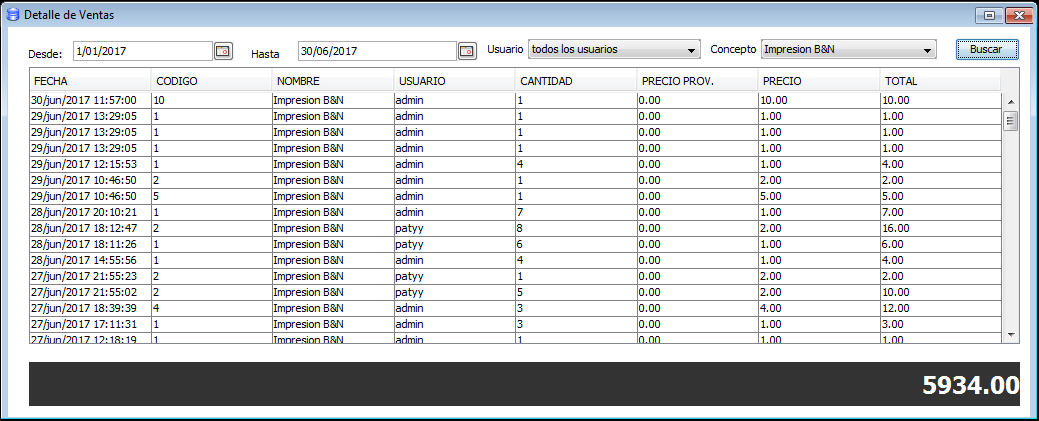 Detalle de Ventas
Desde: 1/01/2017 Hasta 30/06/2017 Usuario todos los usuarios Concepto Impresion B&N Buscar
FECHA CODIGO NOMBRE USUARIO CANTIDAD PRECIO PROV. PRECIO TOTAL
30/jun/2017 11:57:00 10 Impresion B&N admin 1 0.00 10.00 10.00
29/jun/2017 13:29:05 1 Impresion B&N admin 1 0.00 1.00 1.00
29/jun/2017 13:29:05 1 Impresion B&N admin 1 0.00 1.00 1.00
29/jun/2017 13:29:05 1 Impresion B&N admin 1 0.00 1.00 1.00
29/jun/2017 12:15:53 1 Impresion B&N admin 4 0.00 1.00 4.00
29/jun/2017 10:46:50 2 Impresion B&N admin 1 0.00 2.00 2.00
29/jun/2017 10:46:50 5 Impresion B&N admin 1 0.00 5.00 5.00
28/jun/2017 20:10:21 1 Impresion B&N admin 7 0.00 1.00 7.00
28/jun/2017 18:12:47 2 Impresion B&N patyy 8 0.00 2.00 16.00
28/jun/2017 18:11:26 1 Impresion B&N patyy 6 0.00 1.00 6.00
28/jun/2017 14:55:56 1 Impresion B&N admin 4 0.00 1.00 4.00
27/jun/2017 21:55:23 2 Impresion B&N patyy 1 0.00 2.00 2.00
27/jun/2017 21:55:02 2 Impresion B&N patyy 5 0.00 2.00 10.00
27/jun/2017 18:39:39 4 Impresion B&N admin 3 0.00 4.00 12.00
27/jun/2017 17:11:31 1 Impresion B&N admin 3 0.00 1.00 3.00
27/jun/2017 12:18:19 1 Impresion B&N admin 1 0.00 1.00 1.00
5934.00